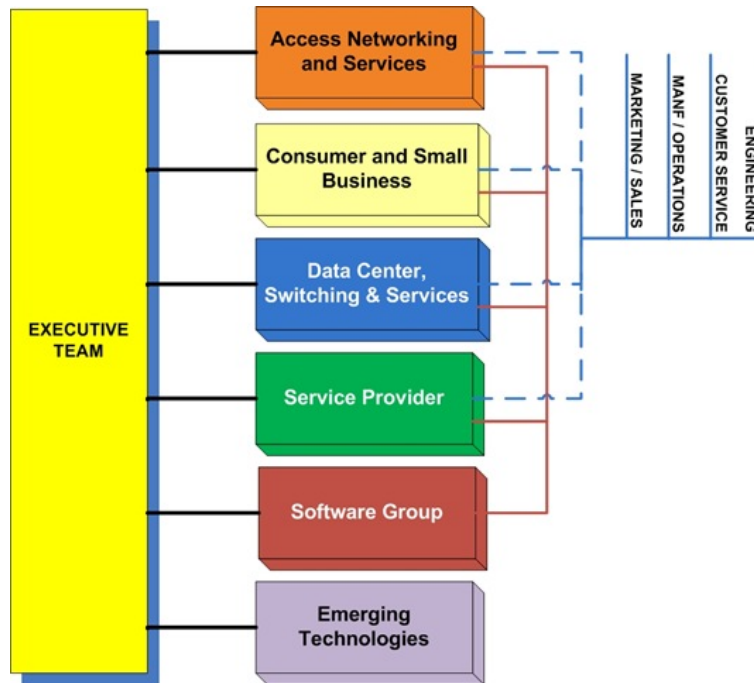 Access Networking
and Services
Consumer and Small
Business
Data Center,
Switching & Services
EXECUTIVE
TEAM
Service Provider
Software Group
Emerging
Technologies
MARKETING / SALES
MANF / OPERATIONS
CUSTOMER SERVICE
ENGINEERING